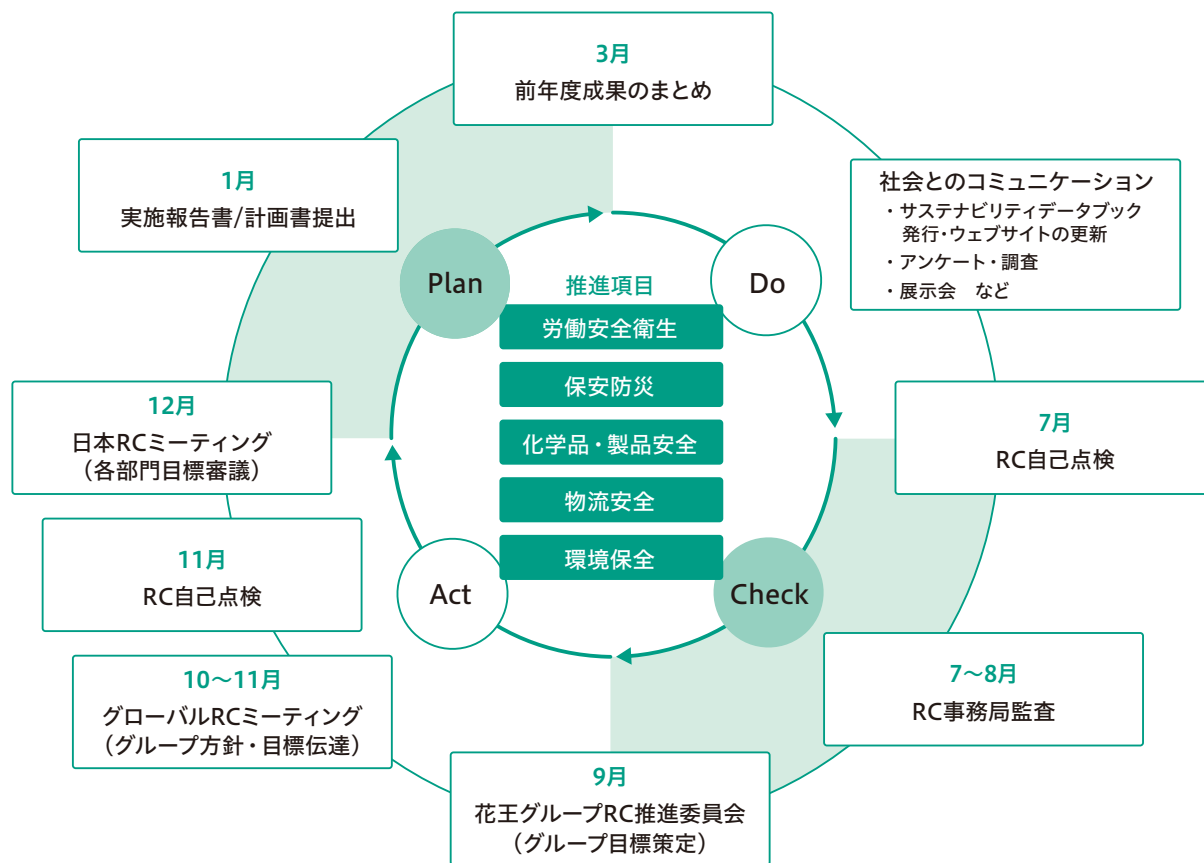 3月
前年度成果のまとめ
社会とのコミュニケーション
・サステナビリティデータブック
発行・ウェブサイトの更新
・アンケート・調査
・展示会　など
7月
RC自己点検
7〜8月
RC事務局監査
9月
花王グループRC推進委員会
（グループ目標策定）
10〜11月
グローバルRCミーティング
（グループ方針・目標伝達）
11月
RC自己点検
12月
日本RCミーティング
（各部門目標審議）
1月
実施報告書/計画書提出
Plan
Do
Check
Act
推進項目
労働安全衛生
保安防災
化学品・製品安全
物流安全
環境保全